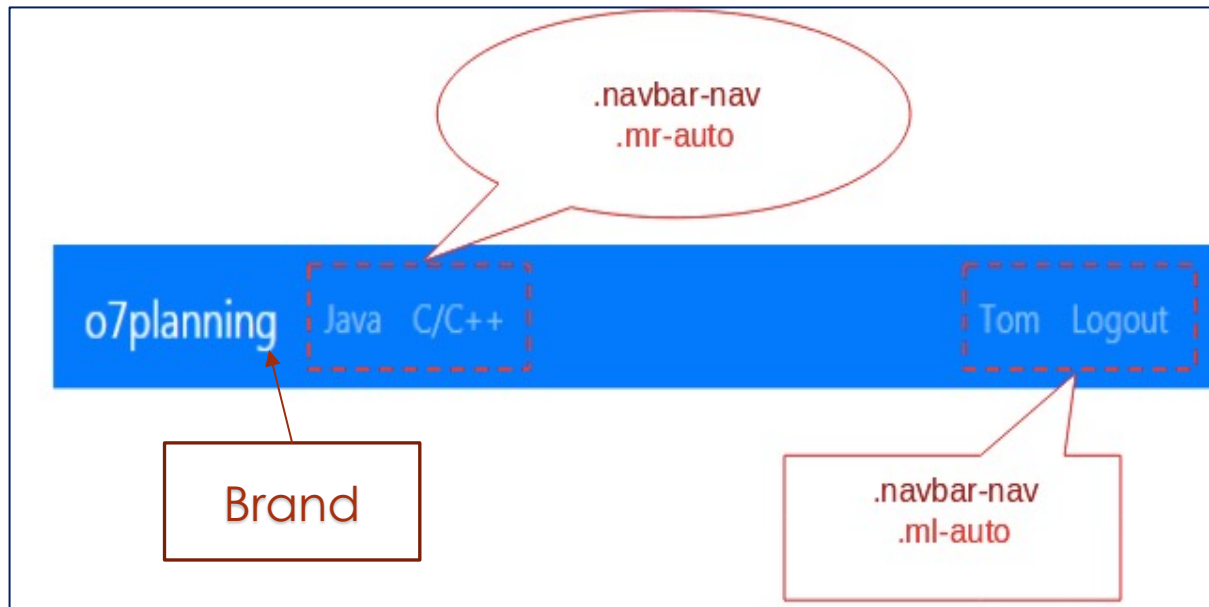 .navbar-nav
.mr-auto
o7planning Java C/C++ Tom Logout
Brand
.navbar-nav
.ml-auto